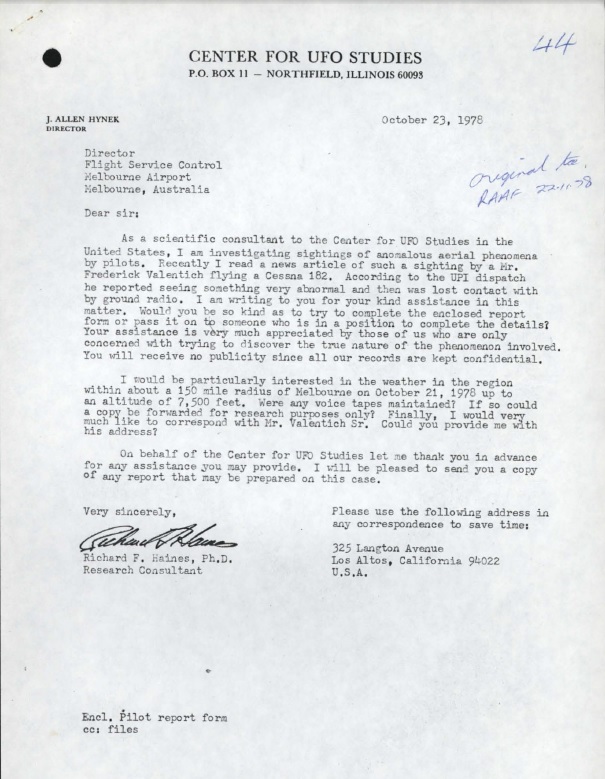 44
CENTER FOR UFO STUDIES
P.O. BOX 11 — NORTHFIELD, ILLINOIS 60093
J. ALLEN HYNEK
DIRECTOR
October 23, 1978
Director
Flight Service Control
Melbourne Airport
Melbourne, Australia
original to
RAAF 22-11-78
Dear sir:
As a scientific consultant to the Center for UFO Studies in the
United States, I am investigating sightings of anomalous aerial phenomena
by pilots. Recently I read a news article of such a sighting by a Mr.
Frederick Valentich flying a Cessna 182. According to the UPI dispatch
he reported seeing something very abnormal and then was lost contact with
by ground radio. I am writing to you for your kind assistance in this
matter. Would you be so kind as to try to complete the enclosed report
form or pass it on to someone who is in a position to complete the details?
Your assistance is very much appreciated by those of us who are only
concerned with trying to discover the true nature of the phenomenon involved.
You will receive no publicity since all our records are kept confidential.
I would be particularly interested in the weather in the region
within about a 150 mile radius of Melbourne on October 21, 1978 up to
an altitude of 7,500 feet. Were any voice tapes maintained? If so could
a copy be forwarded for research purposes only? Finally, I would very
much like to correspond with Mr. Valentich Sr. Could you provide me with
his address?
On behalf of the Center for UFO Studies let me thank you in advance
for any assistance you may provide. I will be pleased to send you a copy
of any report that may be prepared on this case.
Very sincerely,
Richard F. Haines
Richard F. Haines, Ph.D.
Research Consultant
Please use the following address in
any correspondence to save time:
325 Langton Avenue
Los Altos, California 94022
U.S.A.
Encl. Pilot report form
cc: files